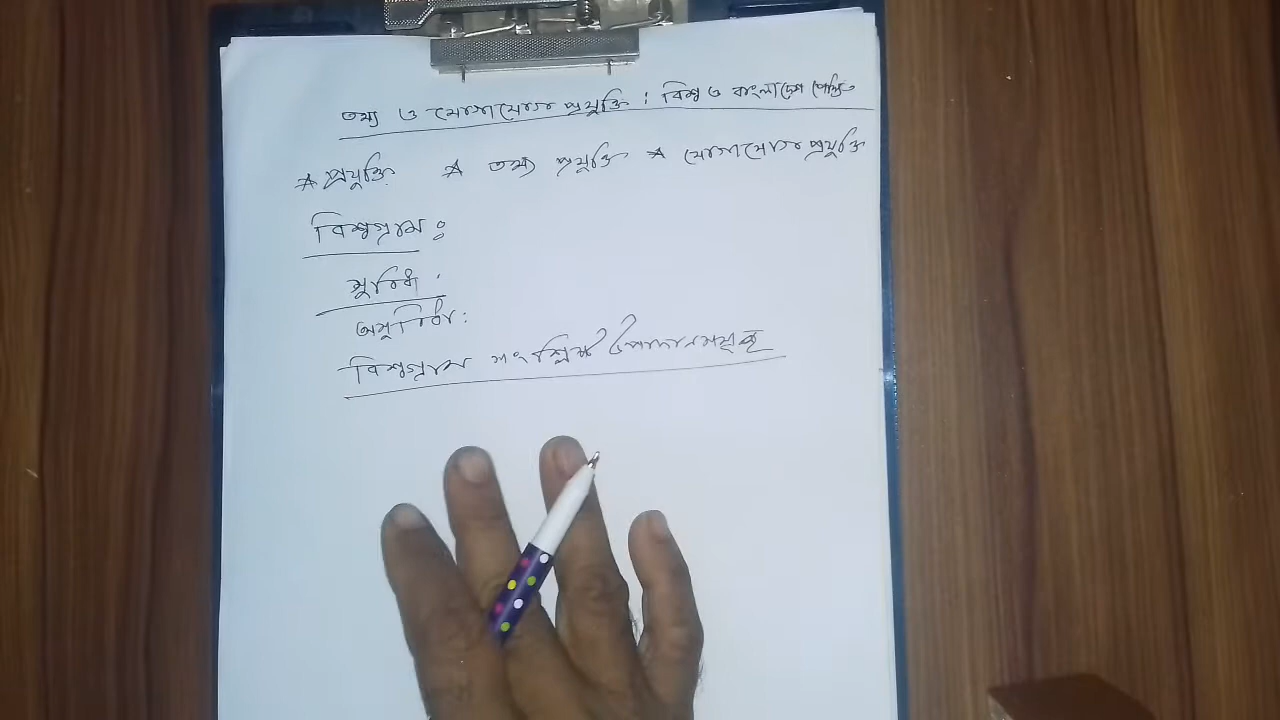 তথ্য ও যোগাযোগ প্রযুক্তি : বিশ্ব ও বাংলাদেশ প্রেক্ষিত
* প্রযুক্তি * তথ্য প্রযুক্তি * যোগাযোগ প্রযুক্তি
বিশ্বগ্রাম :
সুবিধা :
অসুবিধা :
বিশ্বগ্রাম সংশ্লিষ্ট উপাদানসমূহ